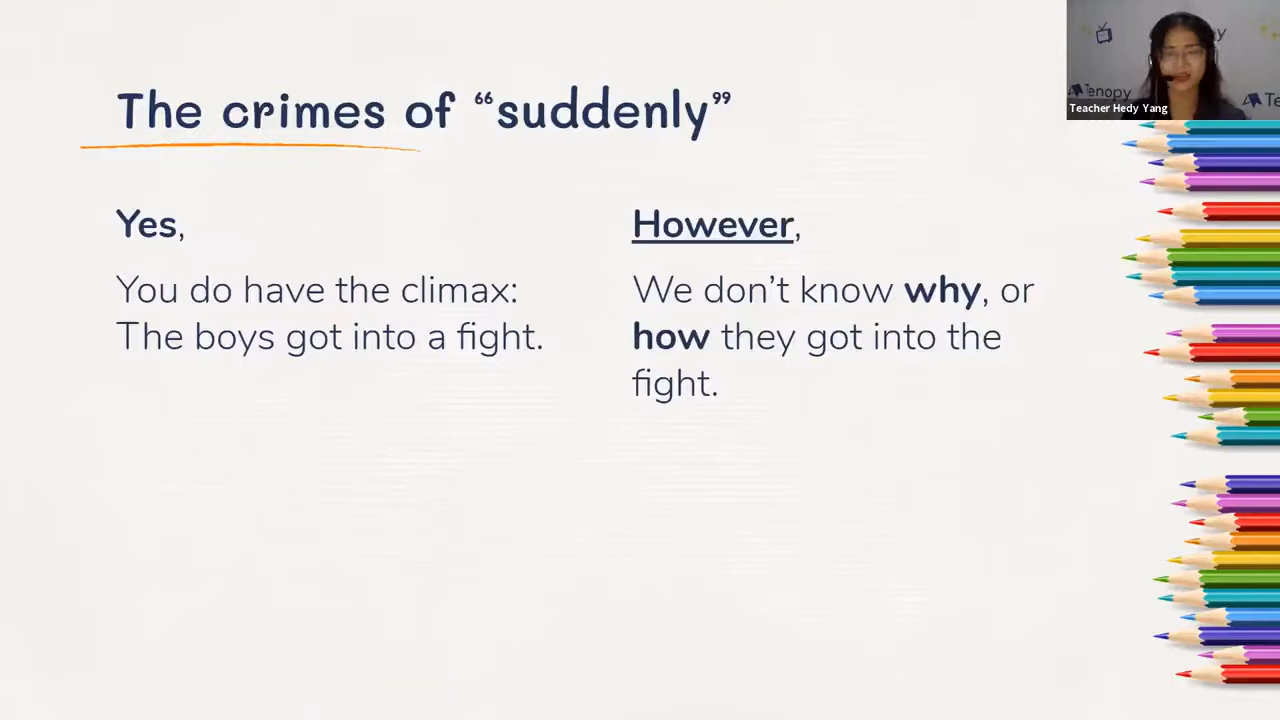 The crimes of “suddenly”
Yes,
You do have the climax:
The boys got into a fight.
However,
We don’t know why, or
how they got into the
fight.
Tenopy
Teacher Hedy Yang